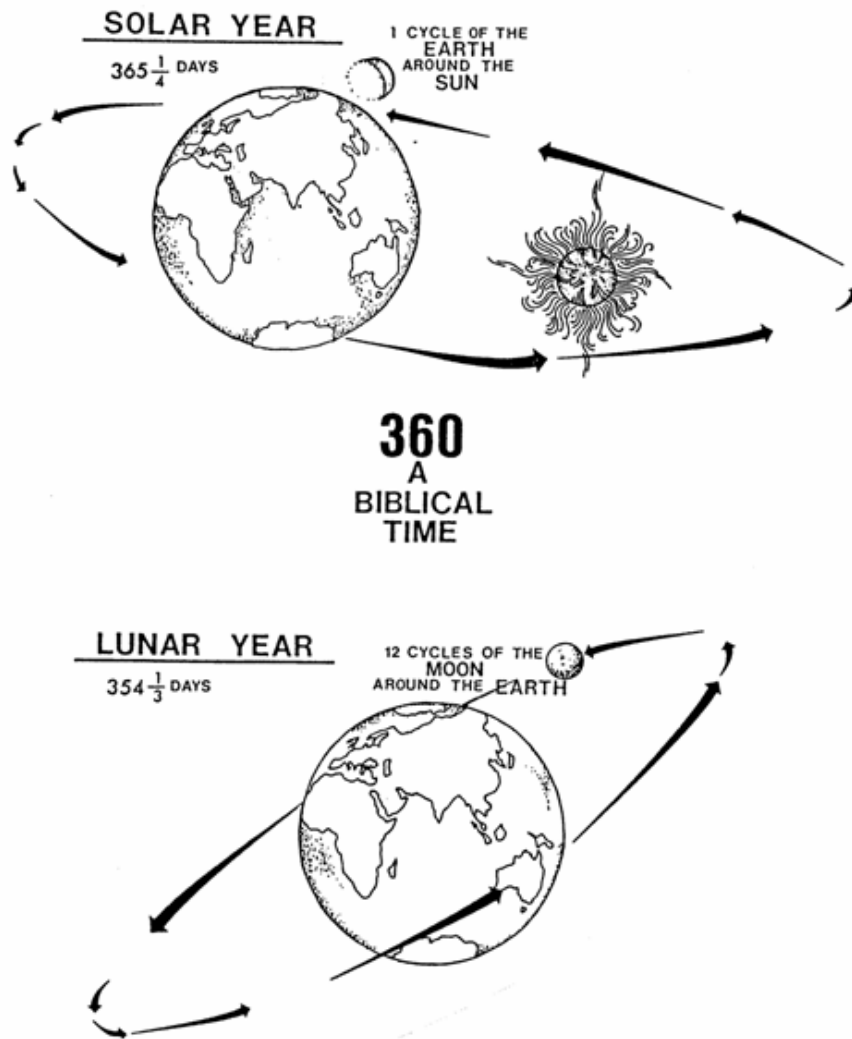 SOLAR YEAR
365 1/4 DAYS
1 CYCLE OF THE
EARTH
AROUND THE
SUN
360
A
BIBLICAL
TIME
LUNAR YEAR
354 1/3 DAYS
12 CYCLES OF THE
MOON
AROUND THE EARTH